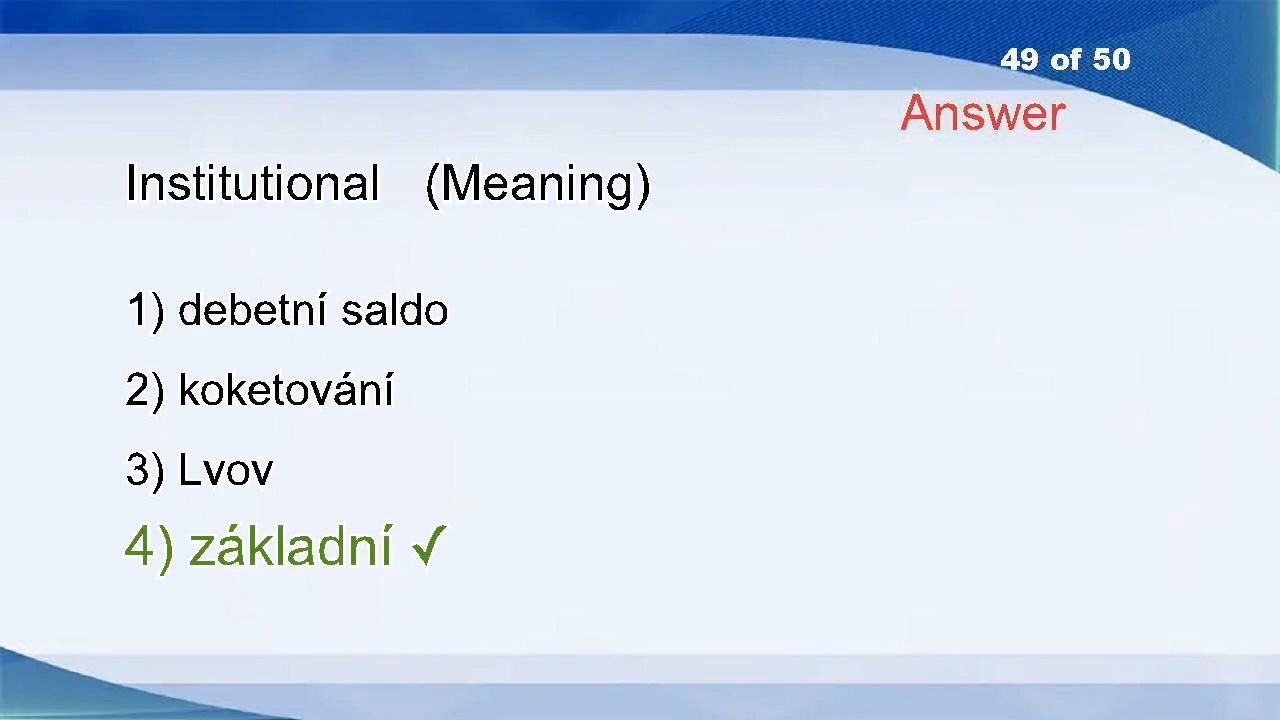 49 of 50
Answer
Institutional (Meaning)
1) debetní saldo
2) koketování
3) Lvov
4) základní ✓